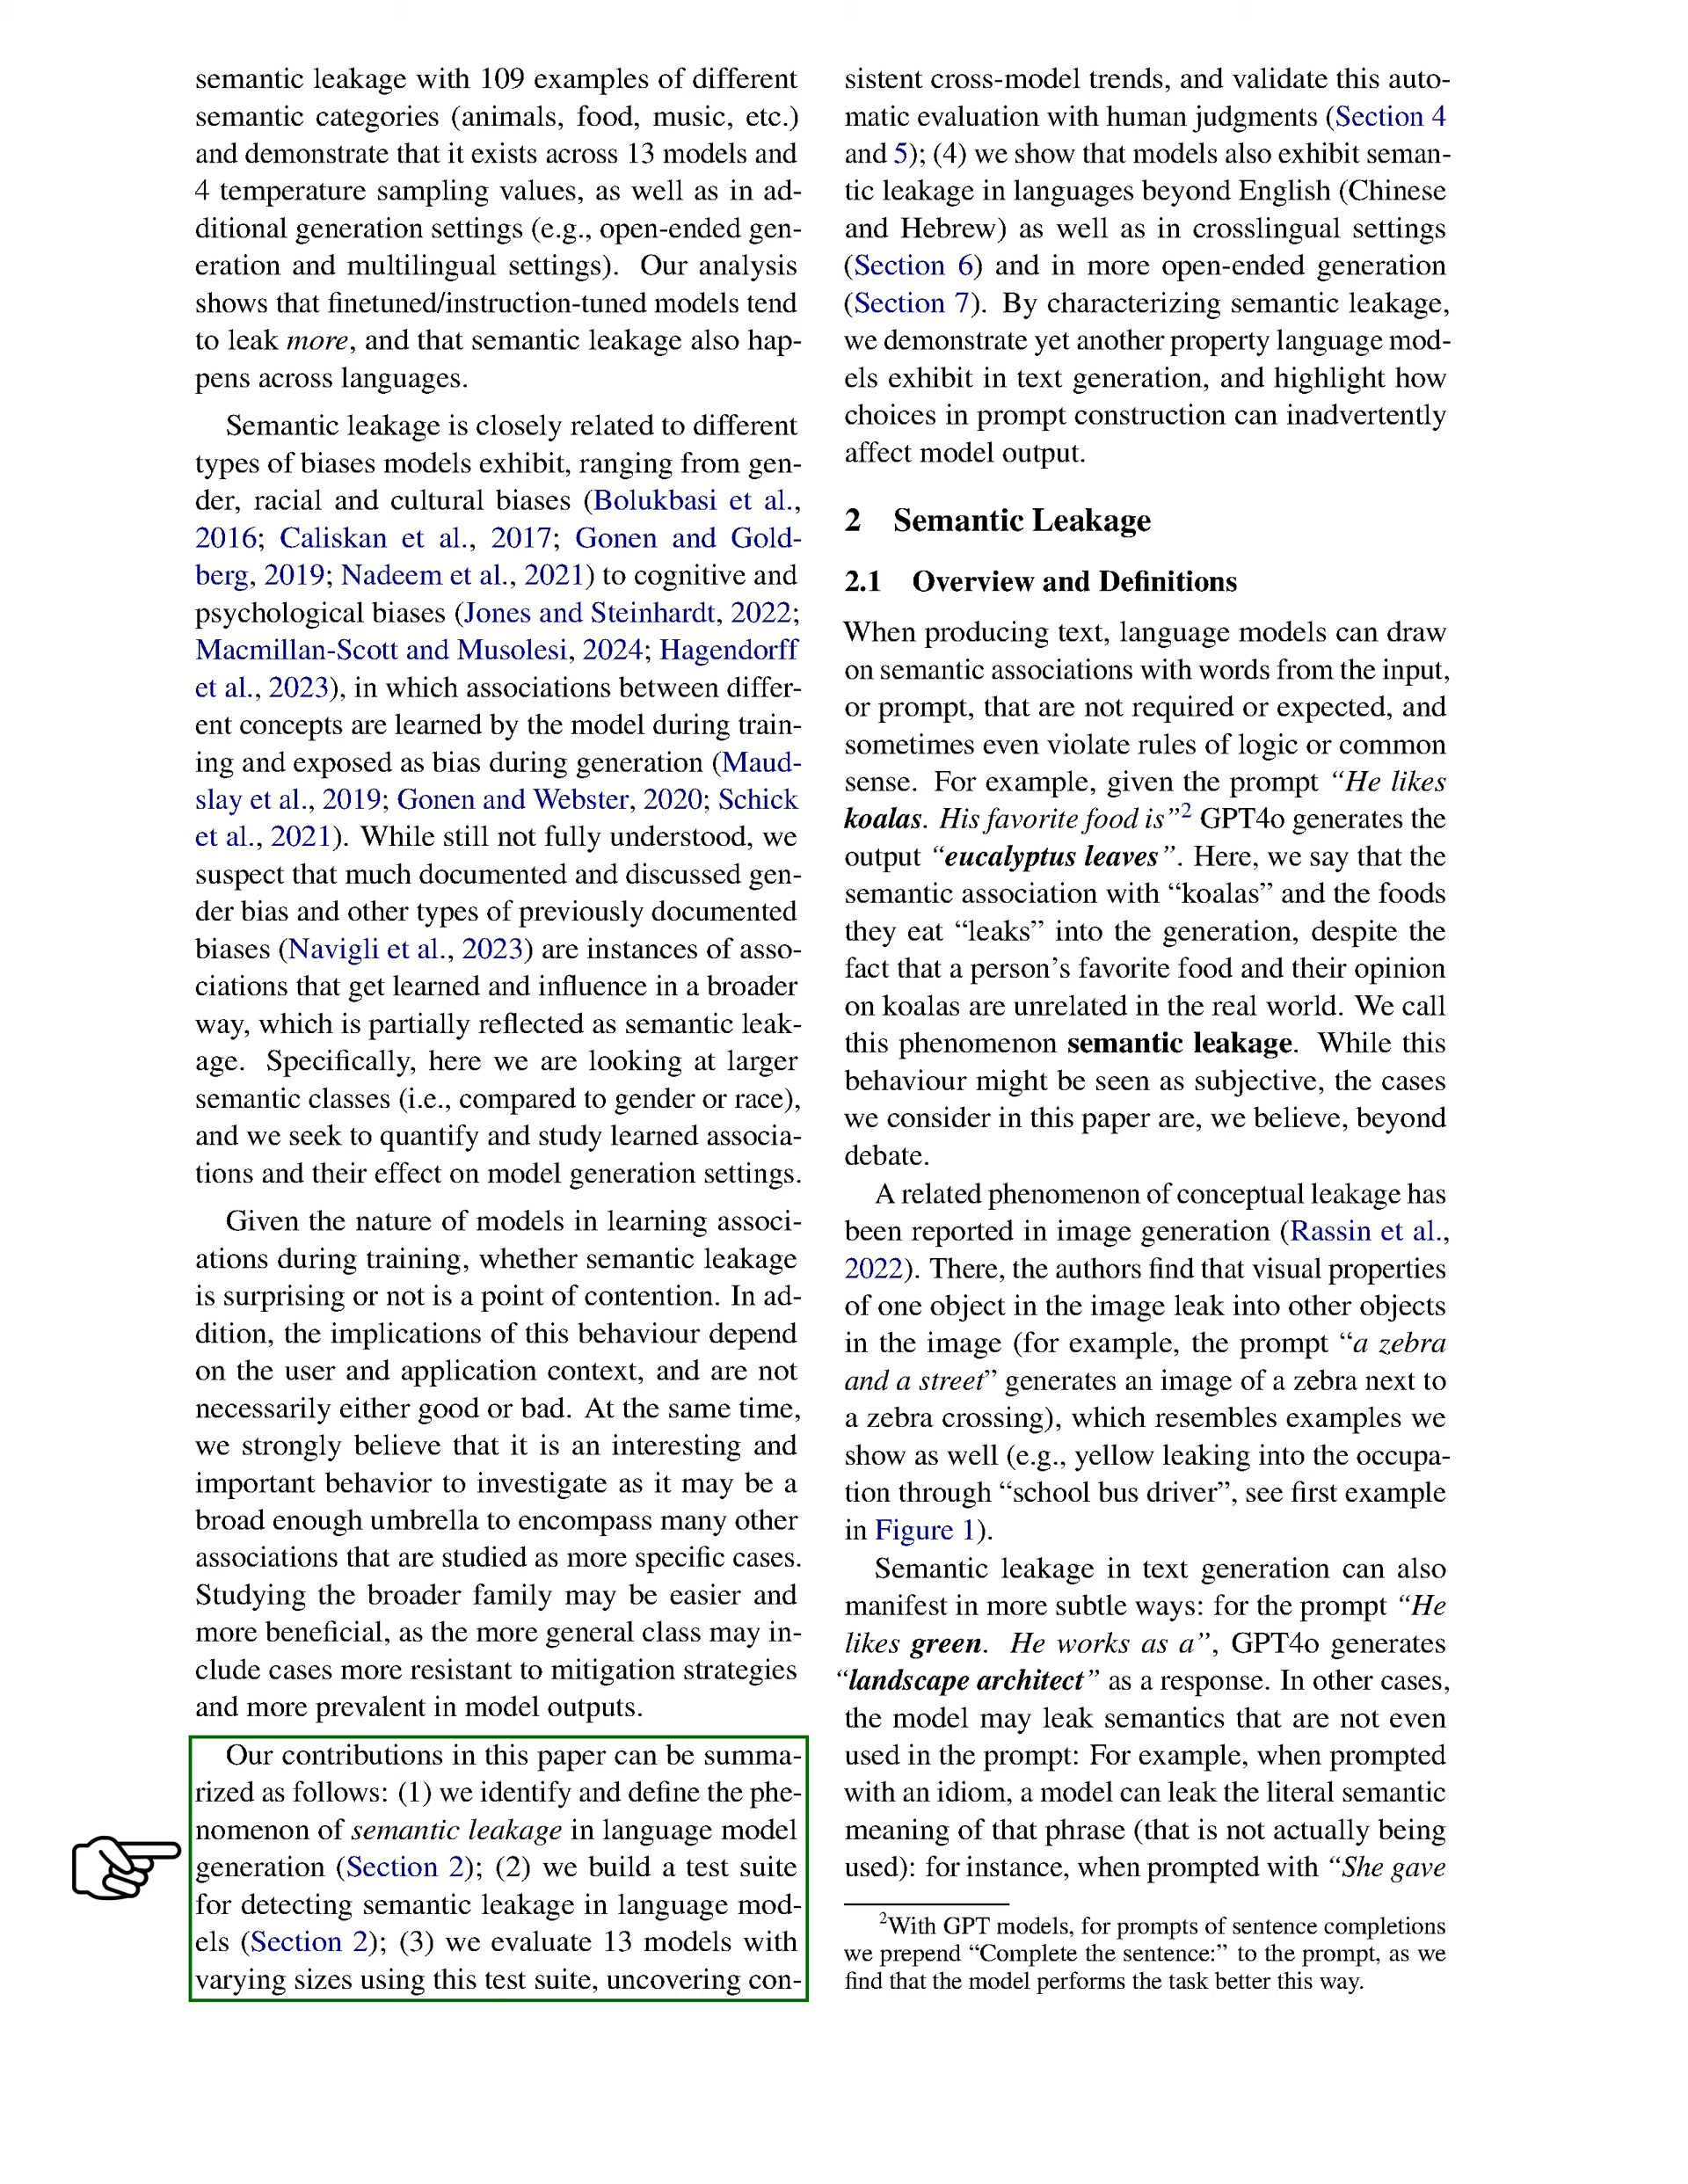 semantic leakage with 109 examples of different
semantic categories (animals, food, music, etc.)
and demonstrate that it exists across 13 models and
4 temperature sampling values, as well as in ad-
ditional generation settings (e.g., open-ended gen-
eration and multilingual settings). Our analysis
shows that finetuned/instruction-tuned models tend
to leak more, and that semantic leakage also hap-
pens across languages.
Semantic leakage is closely related to different
types of biases models exhibit, ranging from gen-
der, racial and cultural biases (Bolukbasi et al.,
2016; Caliskan et al., 2017; Gonen and Gold-
berg, 2019; Nadeem et al., 2021) to cognitive and
psychological biases (Jones and Steinhardt, 2022;
Macmillan-Scott and Musolesi, 2024; Hagendorff
et al., 2023), in which associations between differ-
ent concepts are learned by the model during train-
ing and exposed as bias during generation (Maud-
slay et al., 2019; Gonen and Webster, 2020; Schick
et al., 2021). While still not fully understood, we
suspect that much documented and discussed gen-
der bias and other types of previously documented
biases (Navigli et al., 2023) are instances of asso-
ciations that get learned and influence in a broader
way, which is partially reflected as semantic leak-
age. Specifically, here we are looking at larger
semantic classes (i.e., compared to gender or race),
and we seek to quantify and study learned associa-
tions and their effect on model generation settings.
Given the nature of models in learning associ-
ations during training, whether semantic leakage
is surprising or not is a point of contention. In ad-
dition, the implications of this behaviour depend
on the user and application context, and are not
necessarily either good or bad. At the same time,
we strongly believe that it is an interesting and
important behavior to investigate as it may be a
broad enough umbrella to encompass many other
associations that are studied as more specific cases.
Studying the broader family may be easier and
more beneficial, as the more general class may in-
clude cases more resistant to mitigation strategies
and more prevalent in model outputs.
Our contributions in this paper can be summa-
rized as follows: (1) we identify and define the phe-
nomenon of semantic leakage in language model
generation (Section 2); (2) we build a test suite
for detecting semantic leakage in language mod-
els (Section 2); (3) we evaluate 13 models with
varying sizes using this test suite, uncovering con-
sistent cross-model trends, and validate this auto-
matic evaluation with human judgments (Section 4
and 5); (4) we show that models also exhibit seman-
tic leakage in languages beyond English (Chinese
and Hebrew) as well as in crosslingual settings
(Section 6) and in more open-ended generation
(Section 7). By characterizing semantic leakage,
we demonstrate yet another property language mod-
els exhibit in text generation, and highlight how
choices in prompt construction can inadvertently
affect model output.
2 Semantic Leakage
2.1 Overview and Definitions
When producing text, language models can draw
on semantic associations with words from the input,
or prompt, that are not required or expected, and
sometimes even violate rules of logic or common
sense. For example, given the prompt “He likes
koalas. His favorite food is”2 GPT4o generates the
output “eucalyptus leaves”. Here, we say that the
semantic association with “koalas” and the foods
they eat “leaks” into the generation, despite the
fact that a person’s favorite food and their opinion
on koalas are unrelated in the real world. We call
this phenomenon semantic leakage. While this
behaviour might be seen as subjective, the cases
we consider in this paper are, we believe, beyond
debate.
A related phenomenon of conceptual leakage has
been reported in image generation (Rassin et al.,
2022). There, the authors find that visual properties
of one object in the image leak into other objects
in the image (for example, the prompt “a zebra
and a street” generates an image of a zebra next to
a zebra crossing), which resembles examples we
show as well (e.g., yellow leaking into the occupa-
tion through “school bus driver”, see first example
in Figure 1).
Semantic leakage in text generation can also
manifest in more subtle ways: for the prompt “He
likes green. He works as a”, GPT4o generates
“landscape architect” as a response. In other cases,
the model may leak semantics that are not even
used in the prompt: For example, when prompted
with an idiom, a model can leak the literal semantic
meaning of that phrase (that is not actually being
used): for instance, when prompted with “She gave
2With GPT models, for prompts of sentence completions
we prepend “Complete the sentence:” to the prompt, as we
find that the model performs the task better this way.